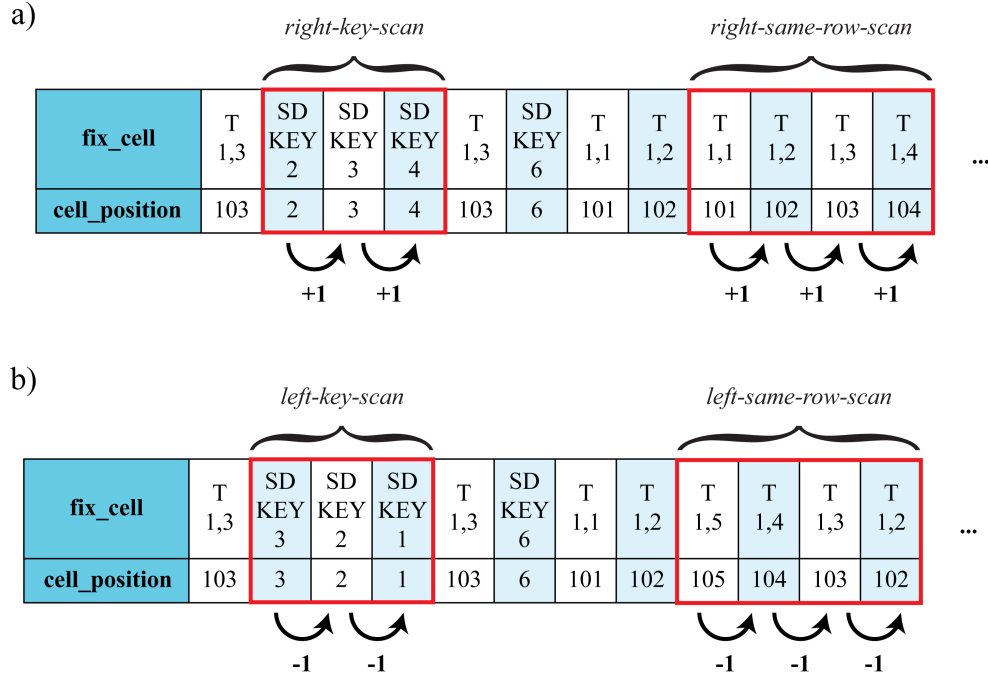 a)
right-key-scan right-same-row-scan
fix_cell T 1,3 SD KEY 2 SD KEY 3 SD KEY 4 T 1,3 SD KEY 6 T 1,1 T 1,2 T 1,1 T 1,2 T 1,3 T 1,4 ...
cell_position 103 2 3 4 103 6 101 102 101 102 103 104
+1 +1 +1 +1 +1
b)
left-key-scan left-same-row-scan
fix_cell T 1,3 SD KEY 3 SD KEY 2 SD KEY 1 T 1,3 SD KEY 6 T 1,1 T 1,2 T 1,5 T 1,4 T 1,3 T 1,2 ...
cell_position 103 3 2 1 103 6 101 102 105 104 103 102
-1 -1 -1 -1 -1